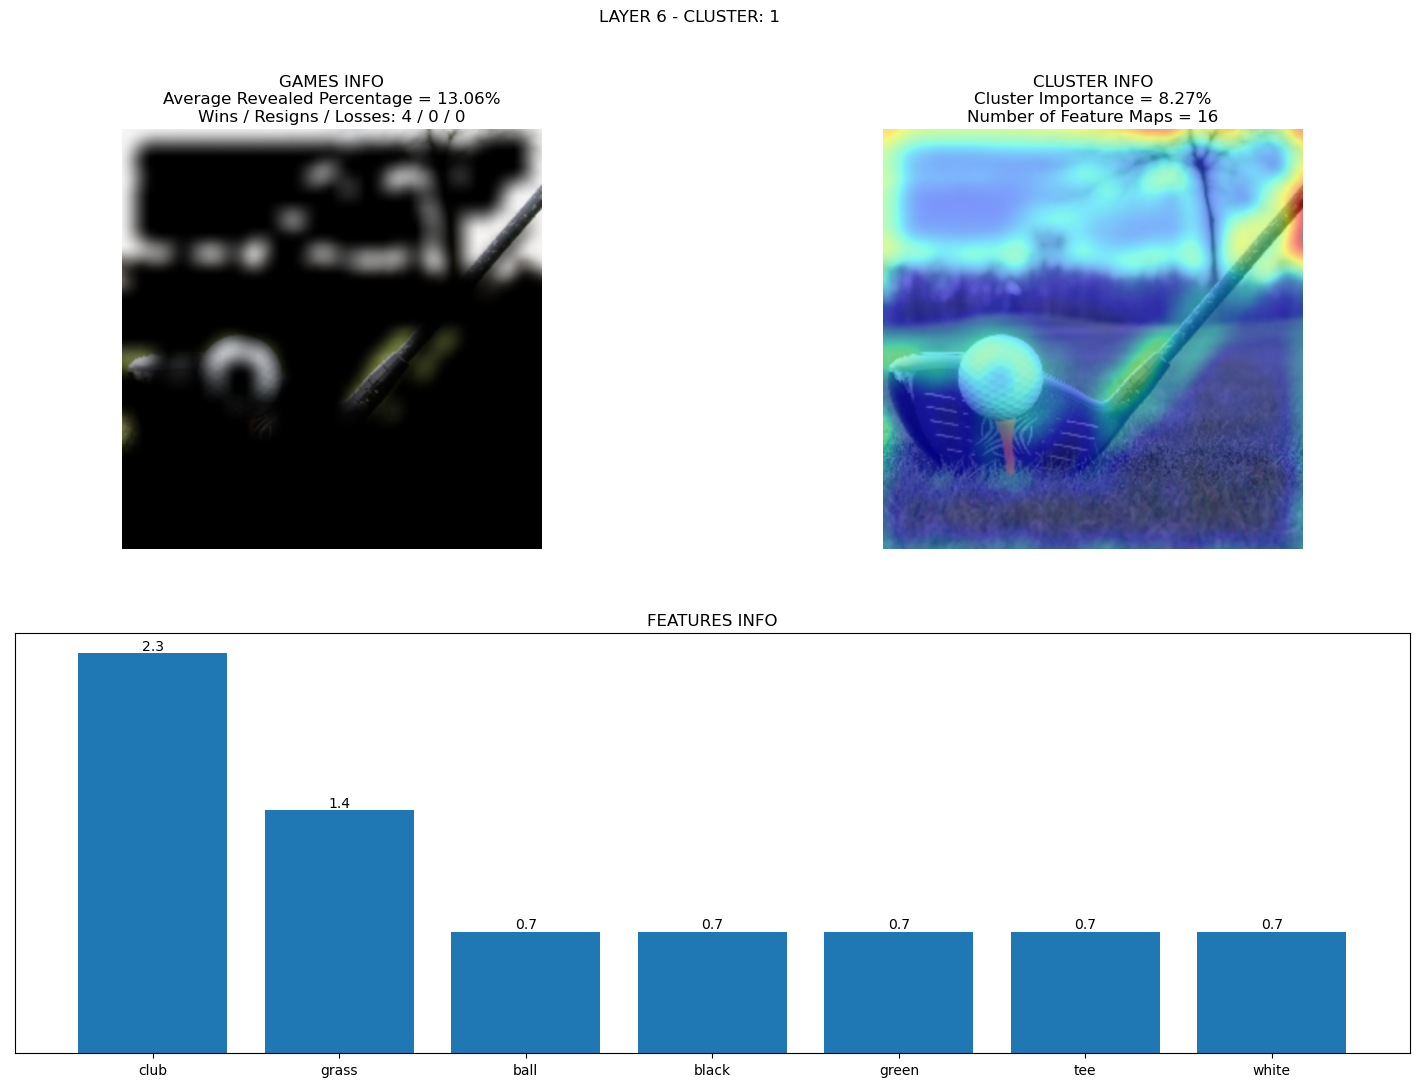 LAYER 6 - CLUSTER: 1
GAMES INFO
Average Revealed Percentage = 13.06%
Wins / Resigns / Losses: 4 / 0 / 0
CLUSTER INFO
Cluster Importance = 8.27%
Number of Feature Maps = 16
FEATURES INFO
2.3
1.4
0.7
0.7
0.7
0.7
0.7
club
grass
ball
black
green
tee
white